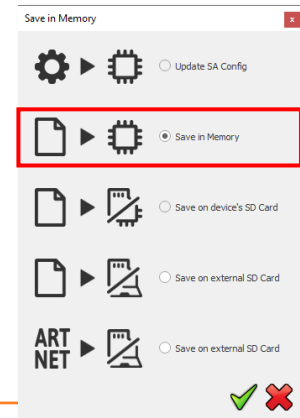 Save in Memory
x
Update SA Config
Save in Memory
Save on device's SD Card
Save on external SD Card
ART
NET
Save on external SD Card